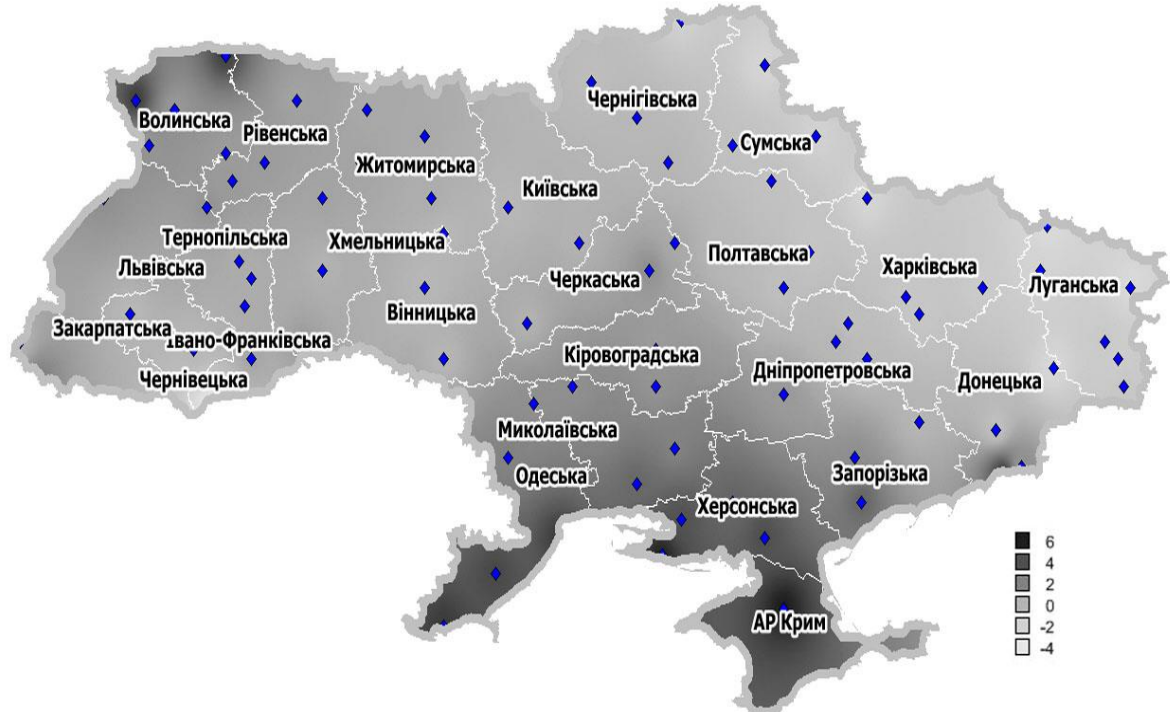 Чернігівська
Волинська
Рівенська
Сумська
Житомирська
Київська
Тернопільська
Хмельницька
Полтавська
Львівська
Черкаська
Харківська
Луганська
Вінницька
Закарпатська
Івано-Франківська
Кіровоградська
Чернівецька
Дніпропетровська
Донецька
Миколаївська
Одеська
Запорізька
Херсонська
АР Крим
6
4
2
0
-2
-4